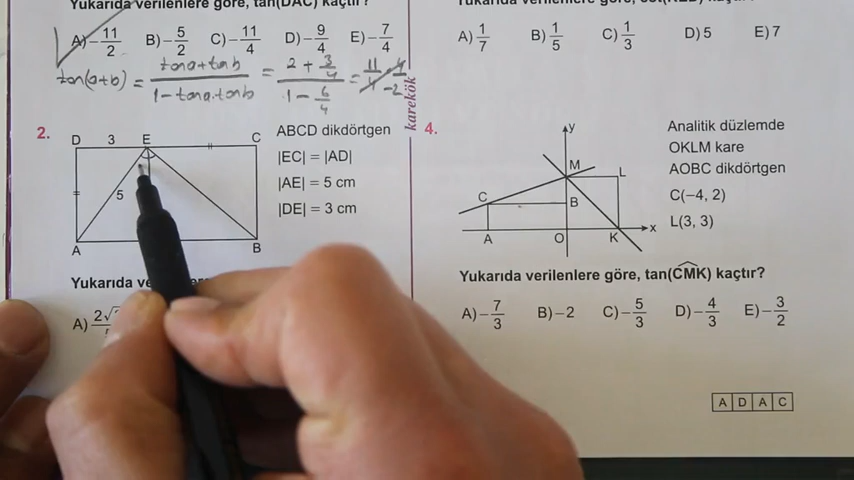 Yukarıda verilenlere göre, tan(DAC) kaçtır?
A) -11/2 B) -5/2 C) -11/4 D) -9/4 E) -7/4
tan(a+b) = tana+tanb / 1-tana.tanb = 2+3/4 / 1-6/4 = 11/4 . 4/-2
2.
D 3 E C
5
A B
ABCD dikdörtgen
|EC| = |AD|
|AE| = 5 cm
|DE| = 3 cm
Yukarıda
A) 2√
karekök
A) 1/7 B) 1/5 C) 1/3 D) 5 E) 7
4.
y
M L
C B
A O K x
Analitik düzlemde
OKLM kare
AOBC dikdörtgen
C(-4, 2)
L(3, 3)
Yukarıda verilenlere göre, tan(CMK) kaçtır?
A) -7/3 B) -2 C) -5/3 D) -4/3 E) -3/2
A D A C